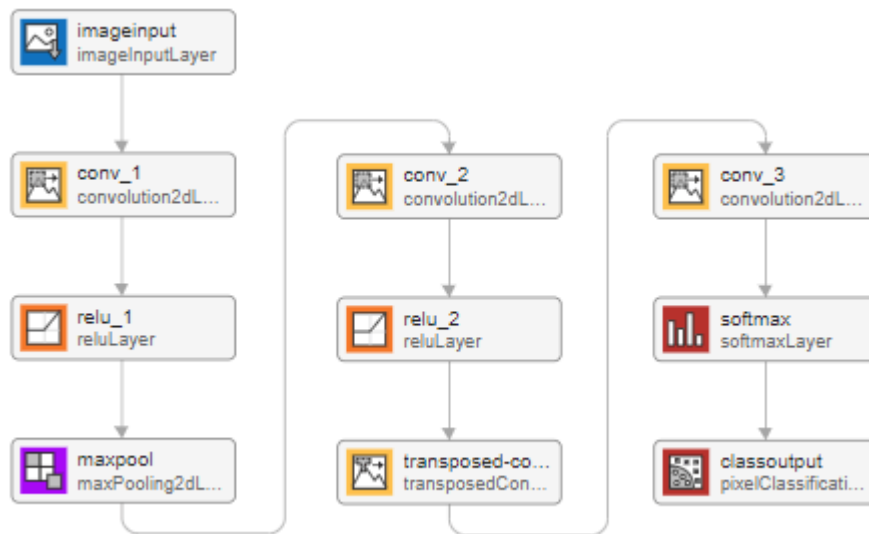 imageinput
imageInputLayer
conv_1
convolution2dL...
relu_1
reluLayer
maxpool
maxPooling2dL...
conv_2
convolution2dL...
relu_2
reluLayer
transposed-co...
transposedCon...
conv_3
convolution2dL...
softmax
softmaxLayer
classoutput
pixelClassificati...